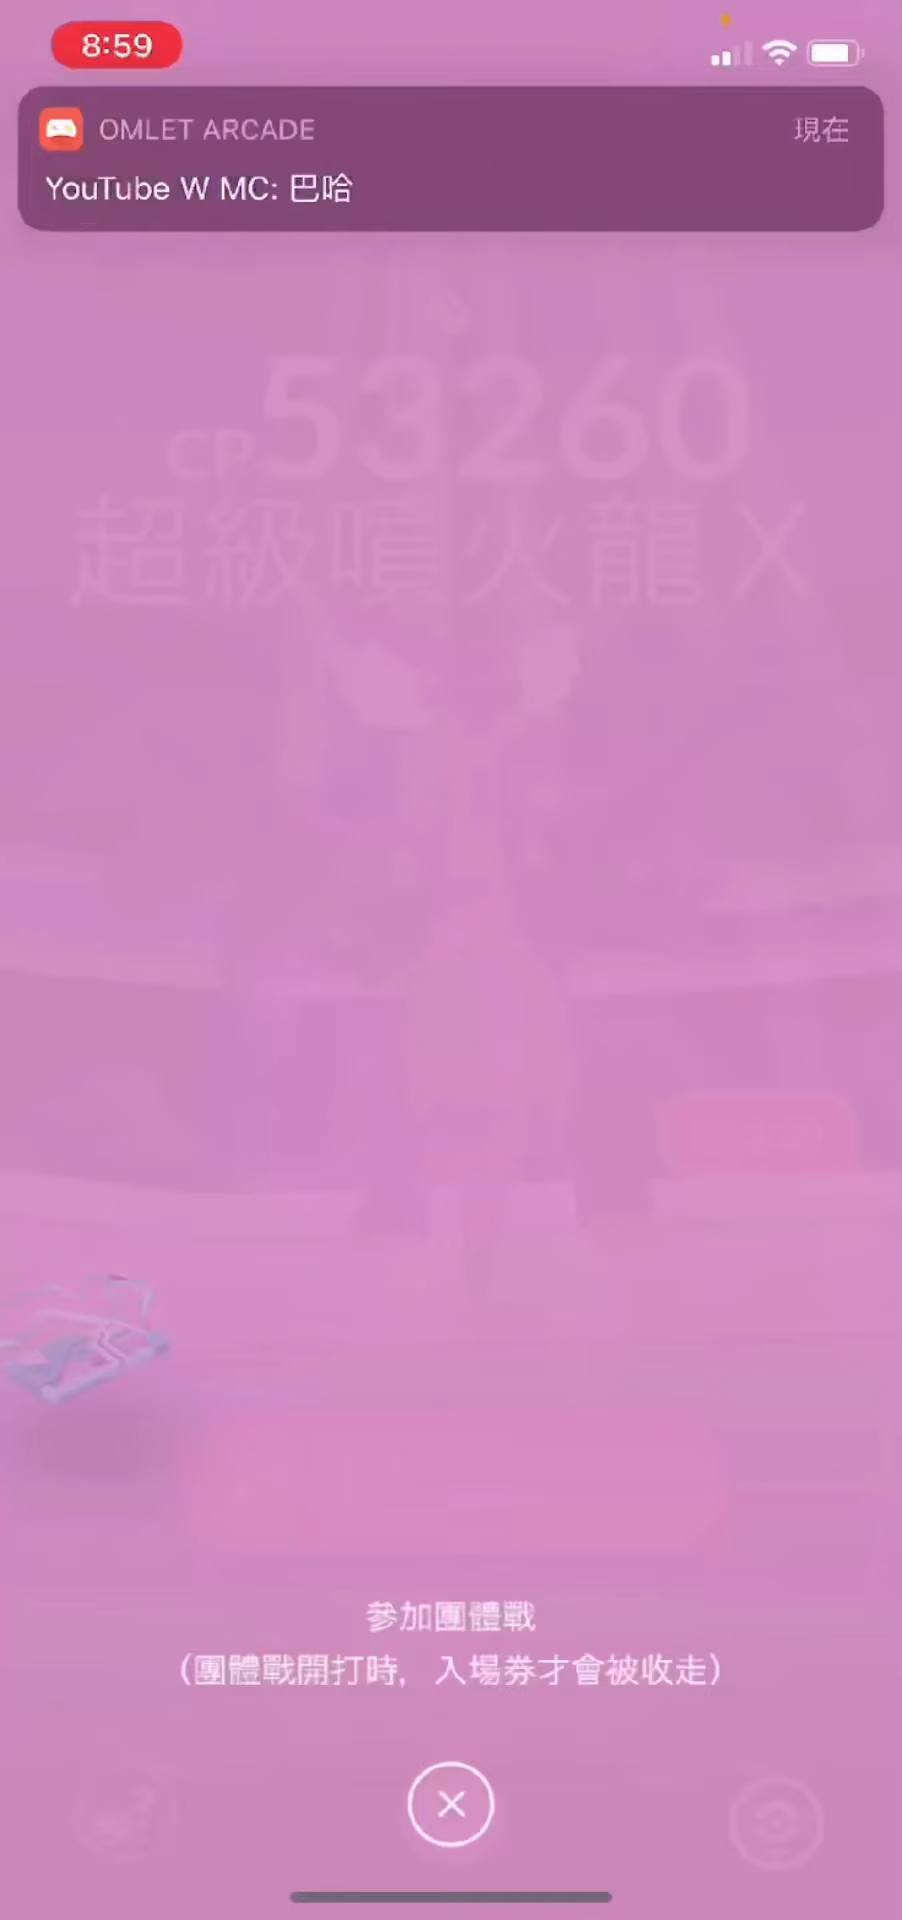 8:59
OMLET ARCADE
現在
YouTube W MC: 巴哈
CP53260
超級噴火龍 X
參加團體戰
（團體戰開打時，入場券才會被收走）